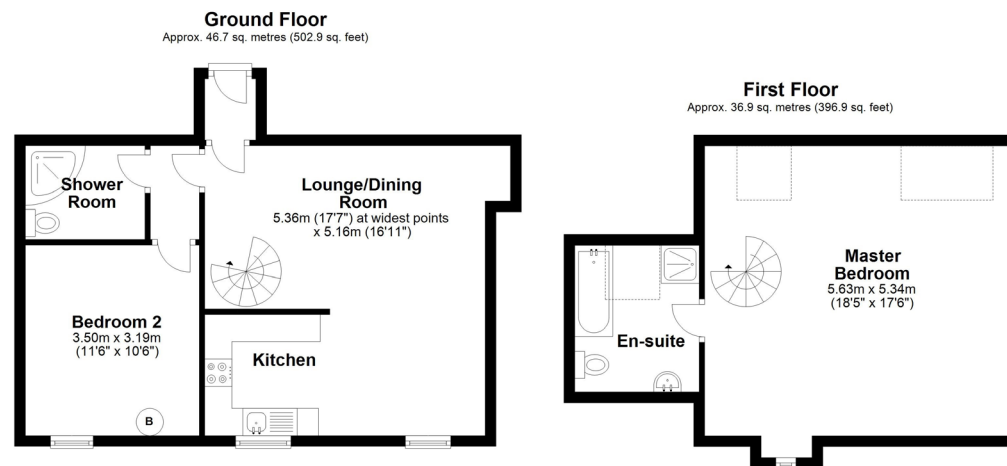 Ground Floor
Approx. 46.7 sq. metres (502.9 sq. feet)
Shower
Room
Lounge/Dining
Room
5.36m (17'7") at widest points
x 5.16m (16'11")
Bedroom 2
3.50m x 3.19m
(11'6" x 10'6")
Kitchen
B
First Floor
Approx. 36.9 sq. metres (396.9 sq. feet)
Master
Bedroom
5.63m x 5.34m
(18'5" x 17'6")
En-suite